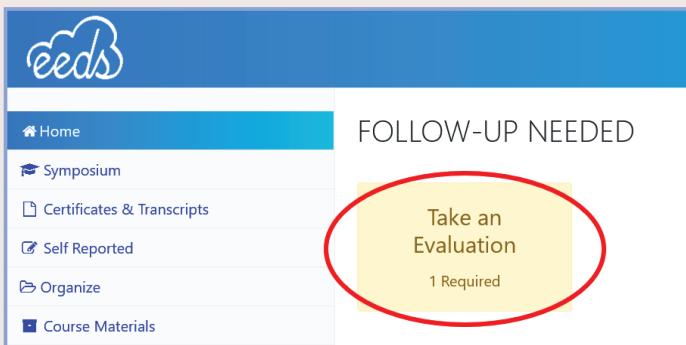 eeds
Home
Symposium
Certificates & Transcripts
Self Reported
Organize
Course Materials
FOLLOW-UP NEEDED
Take an
Evaluation
1 Required